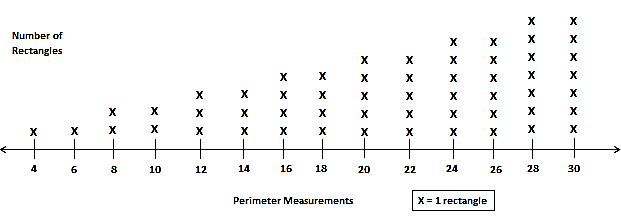 Number of
Rectangles
X X
X X X X
X X X X X X
X X X X X X X X
X X X X X X X X X X
X X X X X X X X X X X X
X X X X X X X X X X X X X X
4 6 8 10 12 14 16 18 20 22 24 26 28 30
Perimeter Measurements
X = 1 rectangle